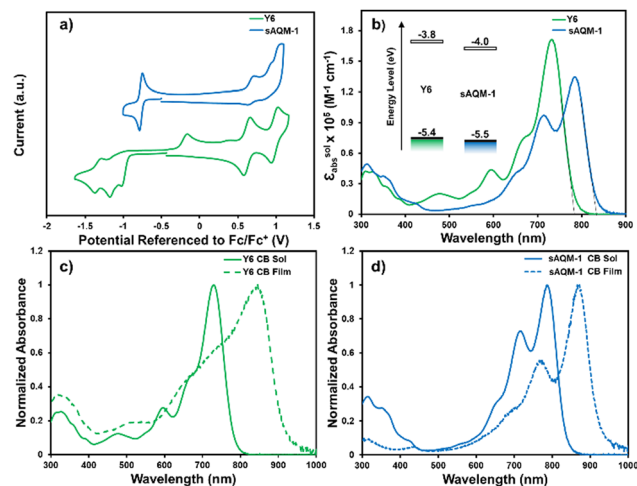 a)
Y6
sAQM-1
Current (a.u.)
-2 -1.5 -1 -0.5 0 0.5 1 1.5
Potential Referenced to Fc/Fc⁺ (V)
b)
Y6
sAQM-1
1.8
1.5
1.2
0.9
0.6
0.3
0
Ɛabsˢᵒˡ x 10⁵ (M⁻¹ cm⁻¹)
Energy Level (eV)
-3.8
-4.0
Y6
sAQM-1
-5.4
-5.5
300 400 500 600 700 800 900
Wavelength (nm)
c)
Y6 CB Sol
Y6 CB Film
1.2
1
0.8
0.6
0.4
0.2
0
Normalized Absorbance
300 400 500 600 700 800 900 1000
Wavelength (nm)
d)
sAQM-1 CB Sol
sAQM-1 CB Film
1.2
1
0.8
0.6
0.4
0.2
0
Normalized Absorbance
300 400 500 600 700 800 900 1000
Wavelength (nm)